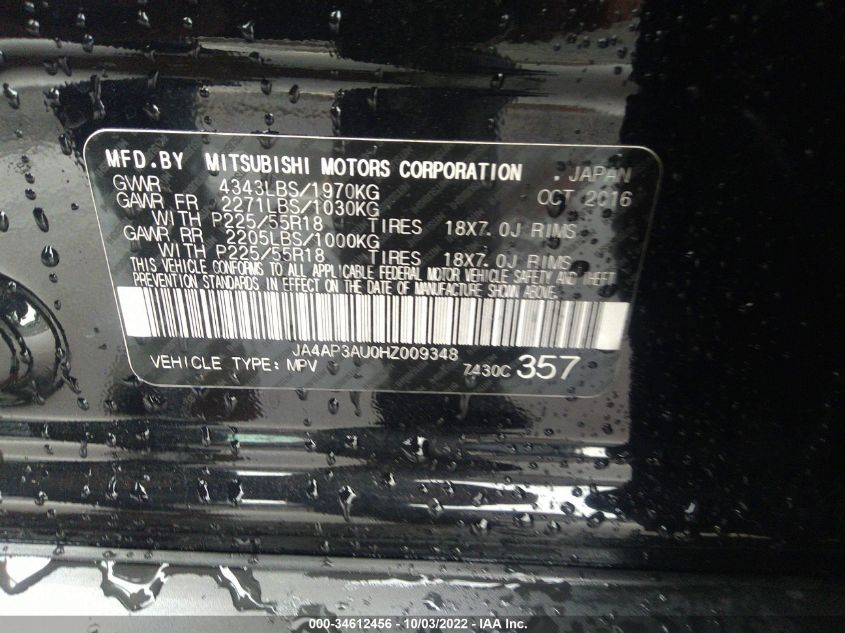 MFD.BY MITSUBISHI MOTORS CORPORATION . JAPAN
GVWR 4343LBS/1970KG OCT 2016
GAWR FR 2271LBS/1030KG
WITH P225/55R18 TIRES 18X7.0J RIMS
GAWR RR 2205LBS/1000KG
WITH P225/55R18 TIRES 18X7.0J RIMS
THIS VEHICLE CONFORMS TO ALL APPLICABLE FEDERAL MOTOR VEHICLE SAFETY AND THEFT
PREVENTION STANDARDS IN EFFECT ON THE DATE OF MANUFACTURE SHOWN ABOVE.
JA4AP3AU0HZ009348
VEHICLE TYPE: MPV 7430C 357
000-34612456 - 10/03/2022 - IAA Inc.